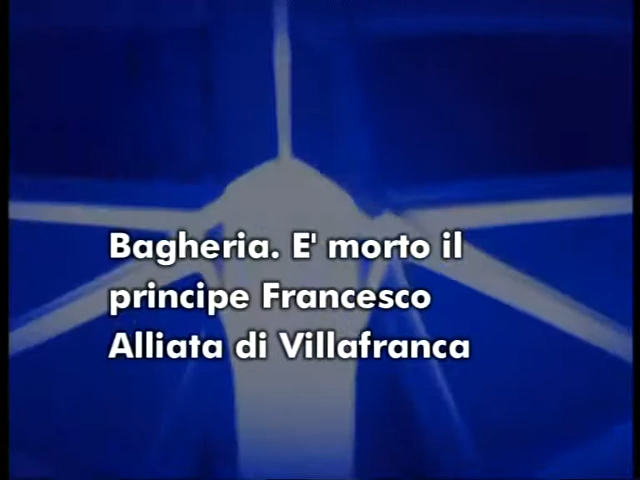 Bagheria. E' morto il
principe Francesco
Alliata di Villafranca